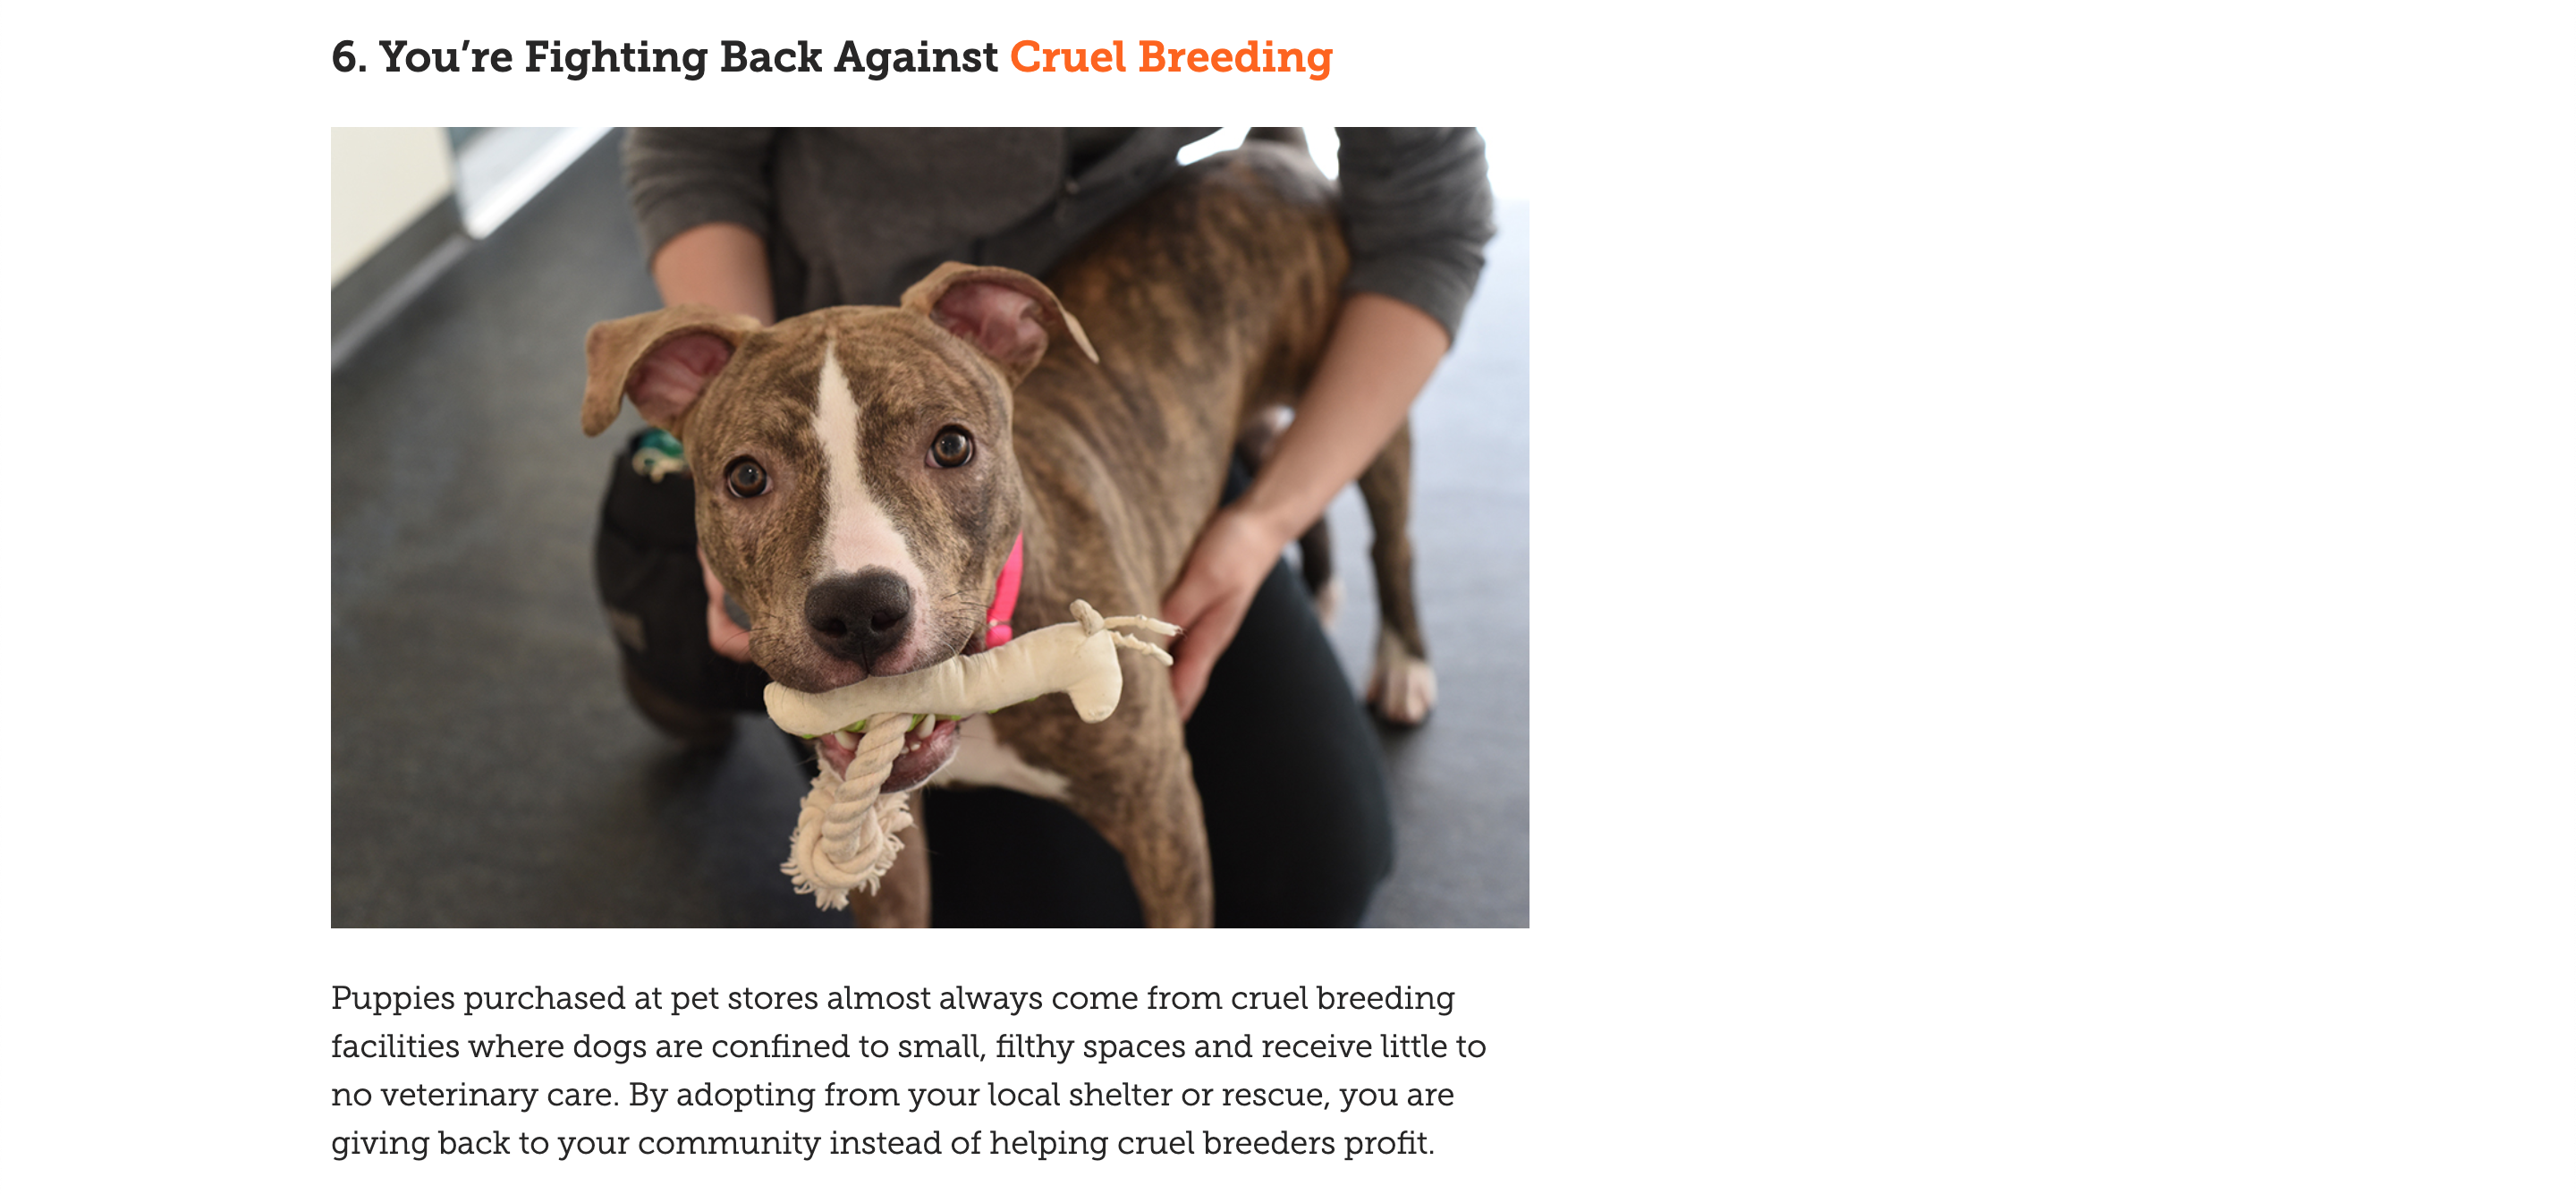 6. You’re Fighting Back Against Cruel Breeding
Puppies purchased at pet stores almost always come from cruel breeding
facilities where dogs are confined to small, filthy spaces and receive little to
no veterinary care. By adopting from your local shelter or rescue, you are
giving back to your community instead of helping cruel breeders profit.